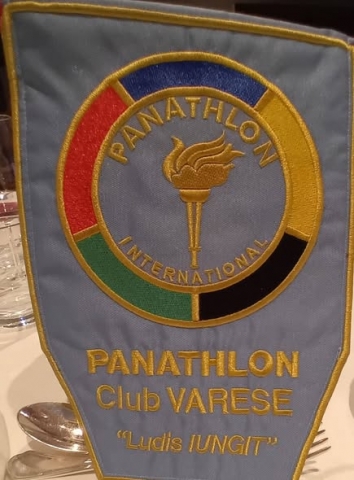 PANATHLON
INTERNATIONAL
PANATHLON
Club VARESE
"Ludis IUNGIT"